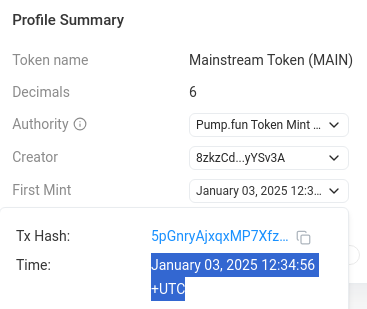 Profile Summary
Token name Mainstream Token (MAIN)
Decimals 6
Authority Pump.fun Token Mint ...
Creator 8zkzCd...yYSv3A
First Mint January 03, 2025 12:3...
Tx Hash: 5pGnryAjxqxMP7Xfz...
Time: January 03, 2025 12:34:56
+UTC